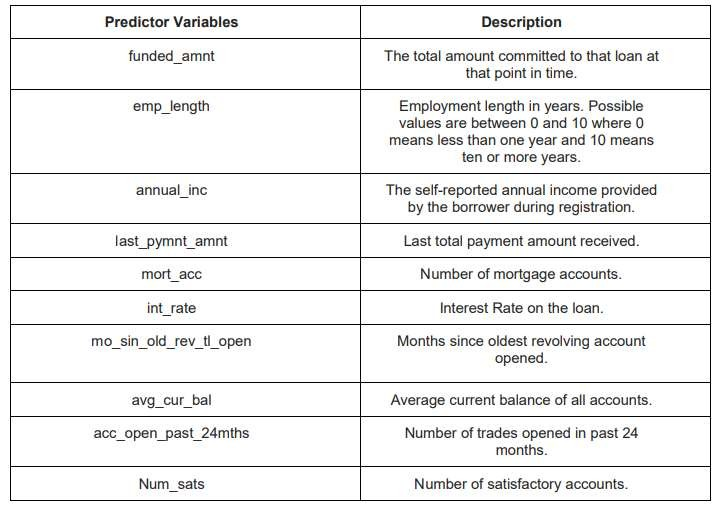 Predictor Variables Description
funded_amnt The total amount committed to that loan at
that point in time.
emp_length Employment length in years. Possible
values are between 0 and 10 where 0
means less than one year and 10 means
ten or more years.
annual_inc The self-reported annual income provided
by the borrower during registration.
last_pymnt_amnt Last total payment amount received.
mort_acc Number of mortgage accounts.
int_rate Interest Rate on the loan.
mo_sin_old_rev_tl_open Months since oldest revolving account
opened.
avg_cur_bal Average current balance of all accounts.
acc_open_past_24mths Number of trades opened in past 24
months.
Num_sats Number of satisfactory accounts.